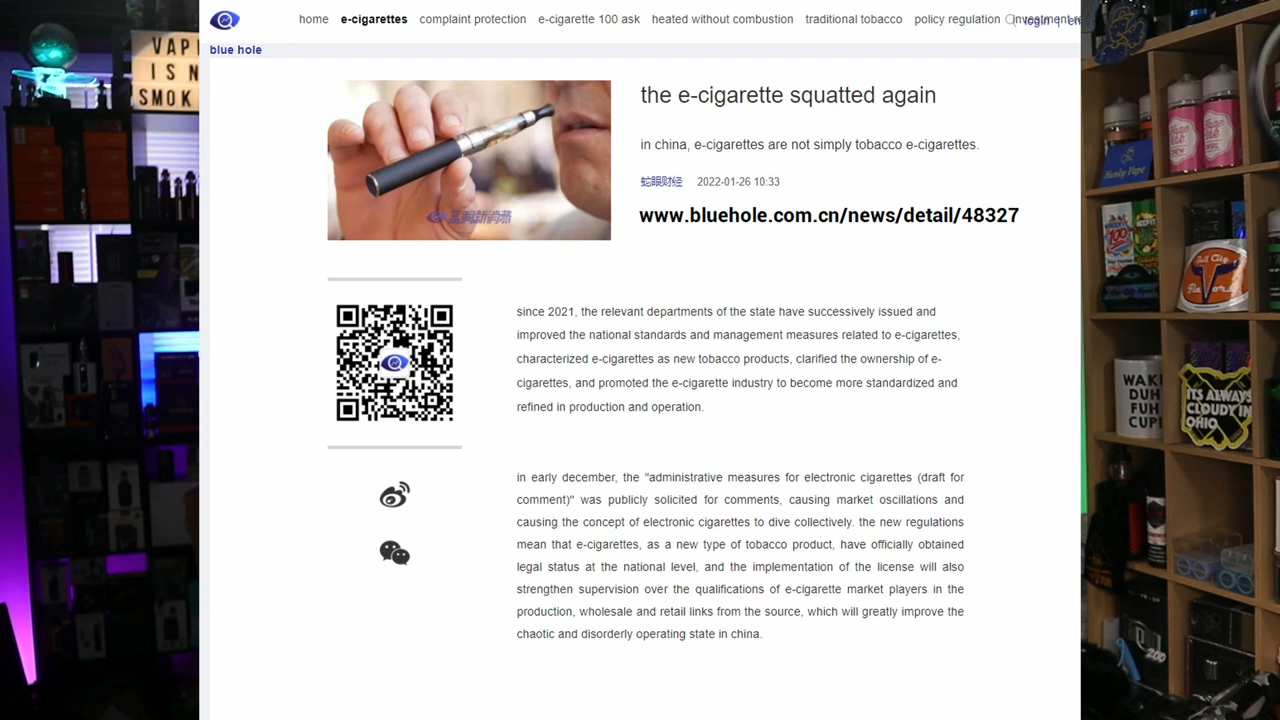 home e-cigarettes complaint protection e-cigarette 100 ask heated without combustion traditional tobacco policy regulation
blue hole
VAP
IS N
SMOK
the e-cigarette squatted again
in china, e-cigarettes are not simply tobacco e-cigarettes.
蛇眼财经 2022-01-26 10:33
www.bluehole.com.cn/news/detail/48327
蓝洞新消费
since 2021, the relevant departments of the state have successively issued and
improved the national standards and management measures related to e-cigarettes,
characterized e-cigarettes as new tobacco products, clarified the ownership of e-
cigarettes, and promoted the e-cigarette industry to become more standardized and
refined in production and operation.
in early december, the "administrative measures for electronic cigarettes (draft for
comment)" was publicly solicited for comments, causing market oscillations and
causing the concept of electronic cigarettes to dive collectively. the new regulations
mean that e-cigarettes, as a new type of tobacco product, have officially obtained
legal status at the national level, and the implementation of the license will also
strengthen supervision over the qualifications of e-cigarette market players in the
production, wholesale and retail links from the source, which will greatly improve the
chaotic and disorderly operating state in china.
WAK
DUH
FUH
CUP
ITS ALWAYS
CLOUDY IN
OHIO
200